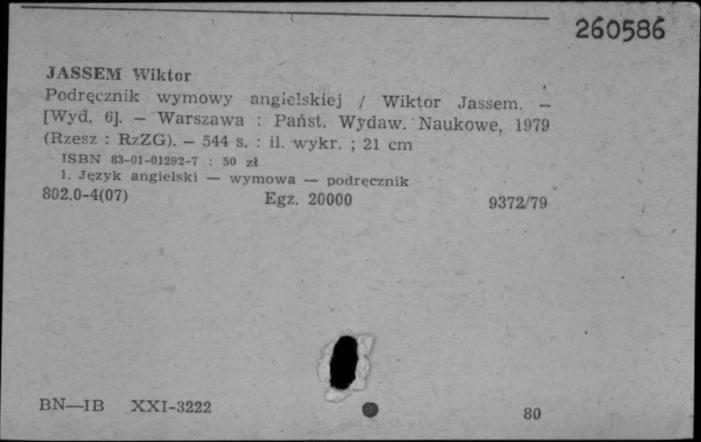 260586
JASSEM Wiktor
Podręcznik wymowy angielskiej / Wiktor Jassem. —
[Wyd. 6]. — Warszawa : Państ. Wydaw. Naukowe, 1979
(Rzesz : RzZG). — 544 s. : il. wykr. ; 21 cm
ISBN 83-01-01292-7 : 50 zł
1. Język angielski — wymowa — podręcznik
802.0-4(07) Egz. 20000 9372/79
BN—IB XXI-3222 80